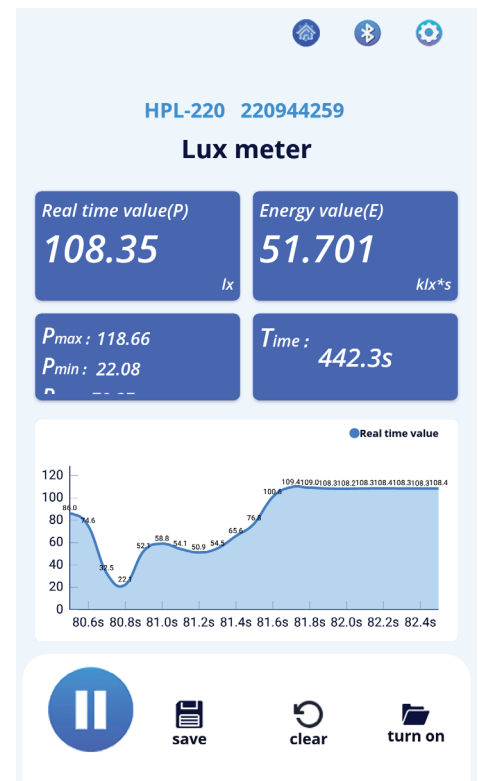 HPL-220 220944259
Lux meter
Real time value(P)
108.35
lx
Energy value(E)
51.701
klx*s
Pmax : 118.66
Pmin : 22.08
Time :
442.3s
Real time value
120
100
80
60
40
20
0
86.0 74.6 32.5 22.1 52.1 58.8 54.1 50.9 54.5 65.6 76.8 100.6 109.4 109.0 108.3 108.2 108.3 108.4 108.3 108.3 108.4
80.6s 80.8s 81.0s 81.2s 81.4s 81.6s 81.8s 82.0s 82.2s 82.4s
save
clear
turn on